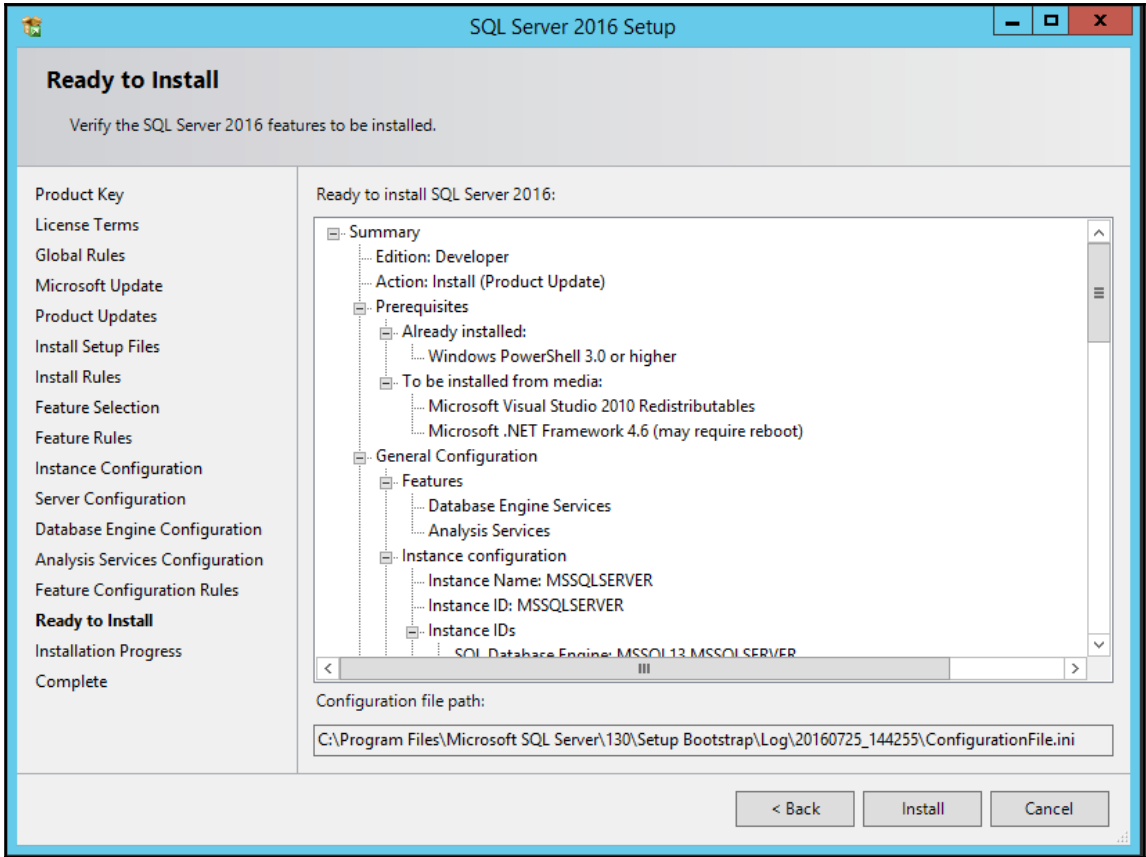 SQL Server 2016 Setup
Ready to Install
Verify the SQL Server 2016 features to be installed.
Product Key
License Terms
Global Rules
Microsoft Update
Product Updates
Install Setup Files
Install Rules
Feature Selection
Feature Rules
Instance Configuration
Server Configuration
Database Engine Configuration
Analysis Services Configuration
Feature Configuration Rules
Ready to Install
Installation Progress
Complete
Ready to install SQL Server 2016:
Summary
Edition: Developer
Action: Install (Product Update)
Prerequisites
Already installed:
Windows PowerShell 3.0 or higher
To be installed from media:
Microsoft Visual Studio 2010 Redistributables
Microsoft .NET Framework 4.6 (may require reboot)
General Configuration
Features
Database Engine Services
Analysis Services
Instance configuration
Instance Name: MSSQLSERVER
Instance ID: MSSQLSERVER
Instance IDs
SQL Database Engine: MSSQL13.MSSQLSERVER
Configuration file path:
C:\Program Files\Microsoft SQL Server\130\Setup Bootstrap\Log\20160725_144255\ConfigurationFile.ini
< Back
Install
Cancel